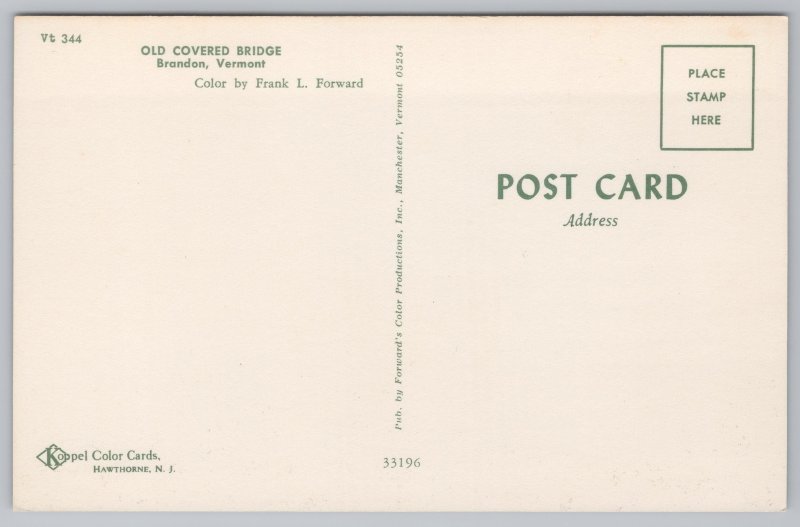 Vt 344
OLD COVERED BRIDGE
Brandon, Vermont
Color by Frank L. Forward
Pub. by Forward's Color Productions, Inc., Manchester, Vermont 05254
PLACE
STAMP
HERE
POST CARD
Address
Koppel Color Cards,
HAWTHORNE, N. J.
33196